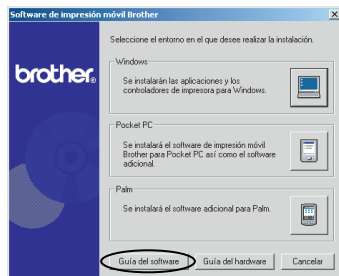 Software de impresión móvil Brother
Seleccione el entorno en el que desee realizar la instalación.
brother®
Windows
Se instalarán las aplicaciones y los
controladores de impresora para Windows.
Pocket PC
Se instalará el software de impresión móvil
Brother para Pocket PC así como el software
adicional.
Palm
Se instalará el software adicional para Palm.
Guía del software
Guía del hardware
Cancelar